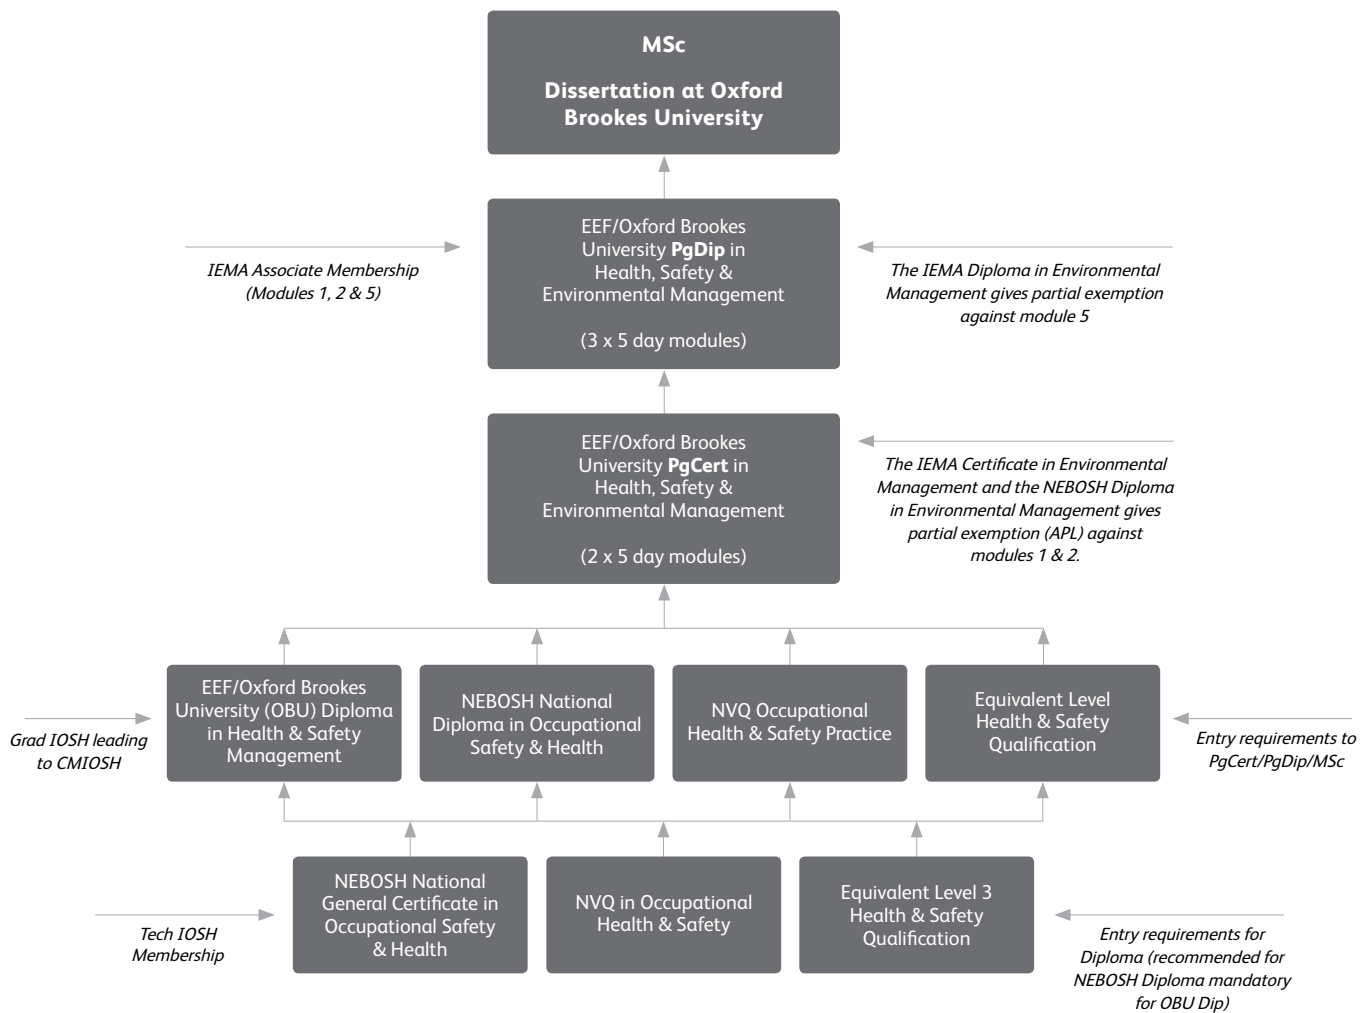 MSc
Dissertation at Oxford
Brookes University
EEF/Oxford Brookes
University PgDip in
Health, Safety &
Environmental Management
(3 x 5 day modules)
IEMA Associate Membership
(Modules 1, 2 & 5)
The IEMA Diploma in Environmental
Management gives partial exemption
against module 5
EEF/Oxford Brookes
University PgCert in
Health, Safety &
Environmental Management
(2 x 5 day modules)
The IEMA Certificate in Environmental
Management and the NEBOSH Diploma
in Environmental Management gives
partial exemption (APL) against
modules 1 & 2.
Grad IOSH leading
to CMIOSH
EEF/Oxford Brookes
University (OBU) Diploma
in Health & Safety
Management
NEBOSH National
Diploma in Occupational
Safety & Health
NVQ Occupational
Health & Safety Practice
Equivalent Level
Health & Safety
Qualification
Entry requirements to
PgCert/PgDip/MSc
Tech IOSH
Membership
NEBOSH National
General Certificate in
Occupational Safety
& Health
NVQ in Occupational
Health & Safety
Equivalent Level 3
Health & Safety
Qualification
Entry requirements for
Diploma (recommended for
NEBOSH Diploma mandatory
for OBU Dip)